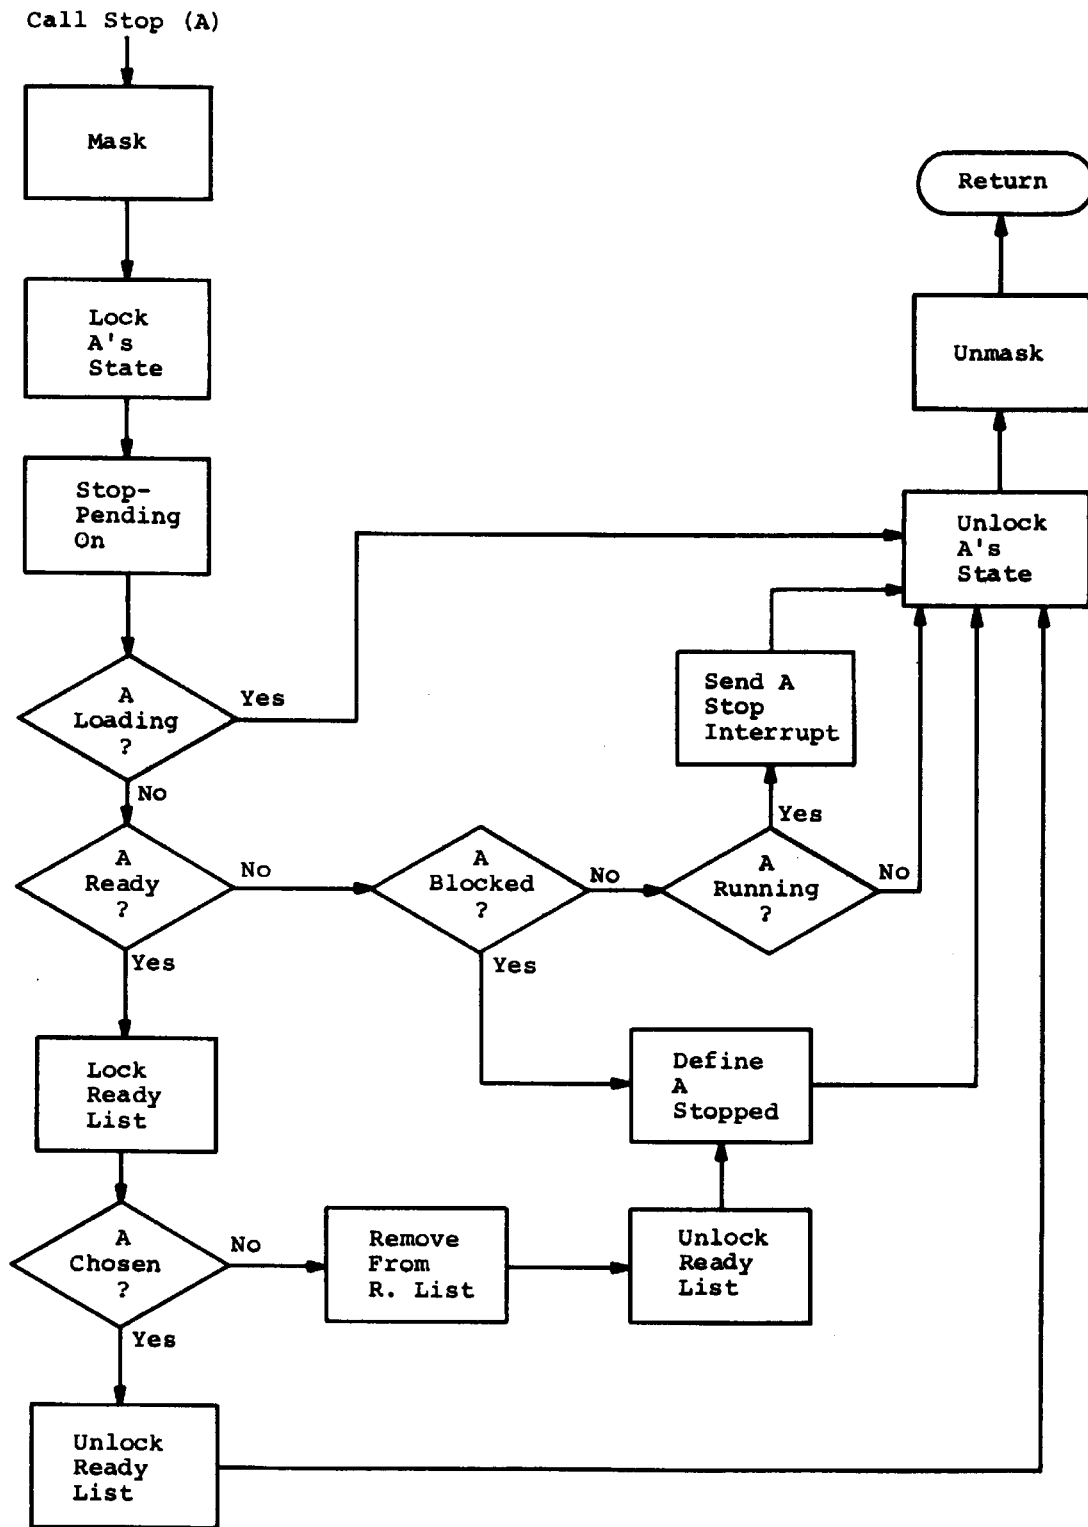 Call Stop (A)
Mask
Return
Lock
A's
State
Unmask
Stop-
Pending
On
Unlock
A's
State
A
Loading
?
Yes
No
Send A
Stop
Interrupt
Yes
A
Ready
?
No
Yes
A
Blocked
?
No
Yes
A
Running
?
No
Lock
Ready
List
Define
A
Stopped
A
Chosen
?
No
Yes
Remove
From
R. List
Unlock
Ready
List
Unlock
Ready
List